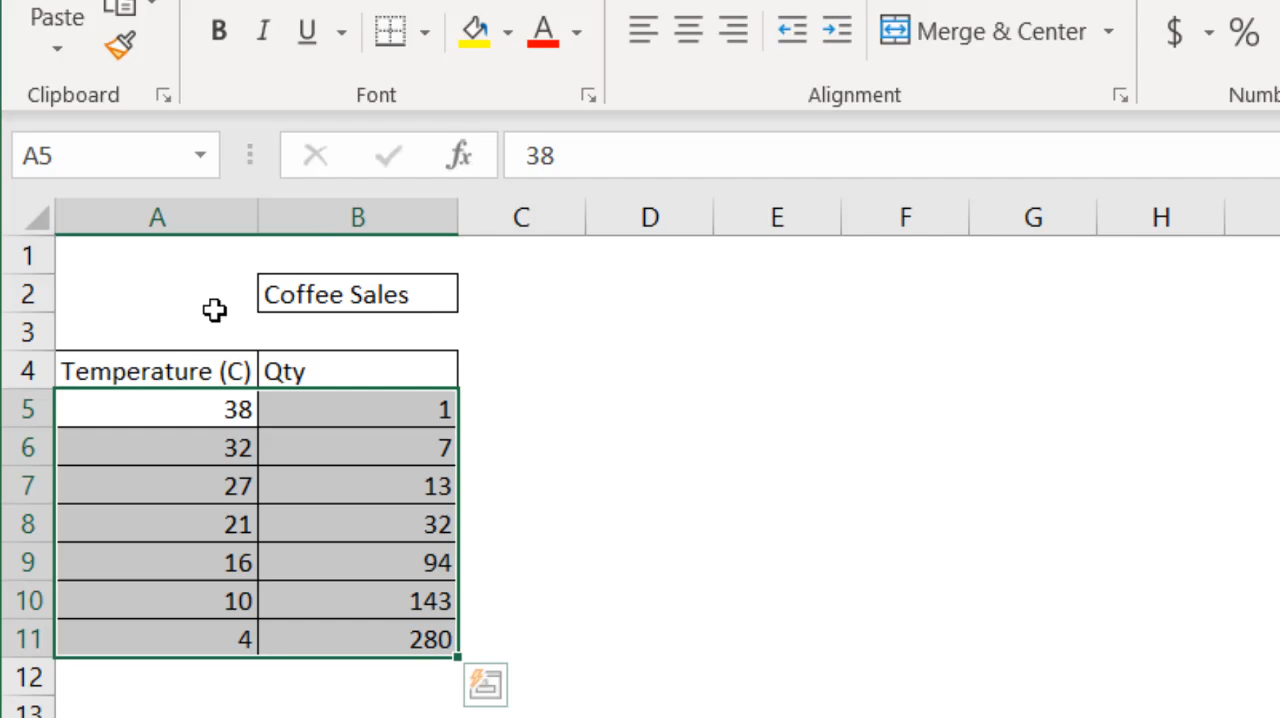 Paste
B I U A
Merge & Center
$ %
Clipboard
Font
Alignment
A5
fx
38
A B C D E F G H
1
2 Coffee Sales
3
4 Temperature (C) Qty
5 38 1
6 32 7
7 27 13
8 21 32
9 16 94
10 10 143
11 4 280
12
13